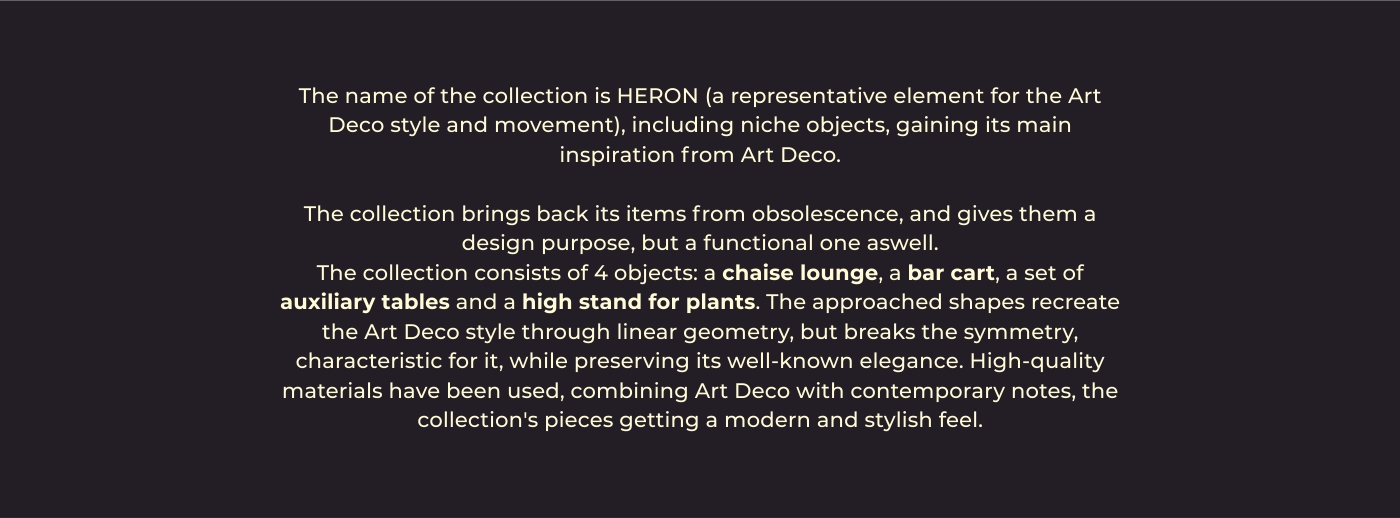 The name of the collection is HERON (a representative element for the Art
Deco style and movement), including niche objects, gaining its main
inspiration from Art Deco.
The collection brings back its items from obsolescence, and gives them a
design purpose, but a functional one aswell.
The collection consists of 4 objects: a chaise lounge, a bar cart, a set of
auxiliary tables and a high stand for plants. The approached shapes recreate
the Art Deco style through linear geometry, but breaks the symmetry,
characteristic for it, while preserving its well-known elegance. High-quality
materials have been used, combining Art Deco with contemporary notes, the
collection's pieces getting a modern and stylish feel.